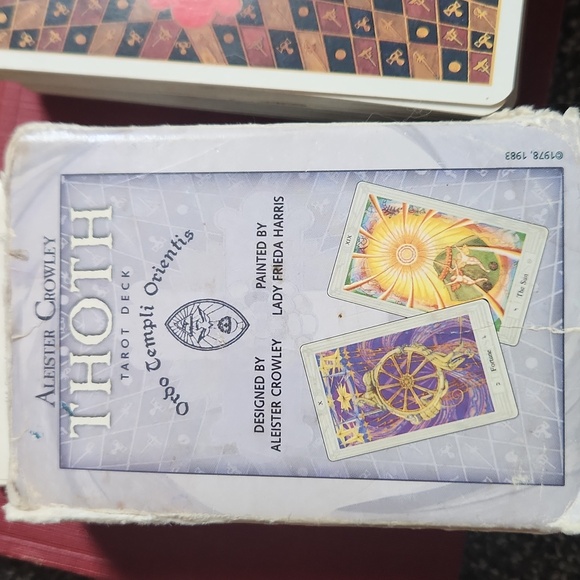 ALEISTER CROWLEY
THOTH
TAROT DECK
Ordo Templi Orientis
DESIGNED BY
ALEISTER CROWLEY
PAINTED BY
LADY FRIEDA HARRIS
XIX
The Sun
X
Fortune
©1978, 1983